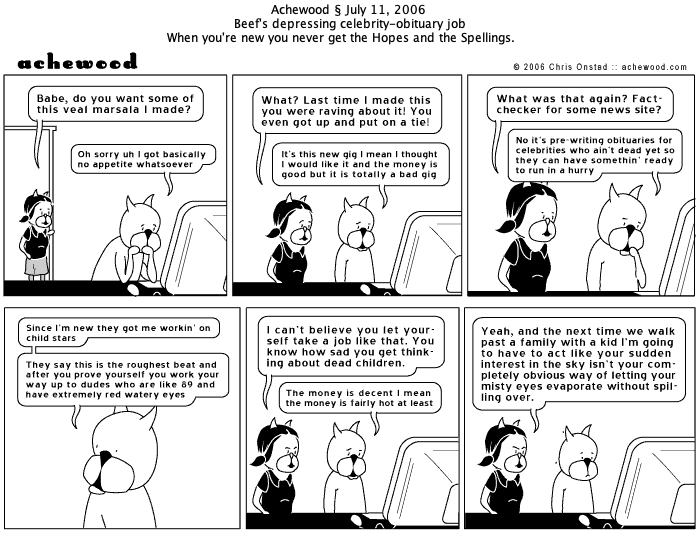 Achewood § July 11, 2006
Beef's depressing celebrity-obituary job
When you're new you never get the Hopes and the Spellings.
achewood
© 2006 Chris Onstad :: achewood.com
Babe, do you want some of
this veal marsala I made?
Oh sorry uh I got basically
no appetite whatsoever
What? Last time I made this
you were raving about it! You
even got up and put on a tie!
It's this new gig I mean I thought
I would like it and the money is
good but it is totally a bad gig
What was that again? Fact-
checker for some news site?
No it's pre-writing obituaries for
celebrities who ain't dead yet so
they can have somethin' ready
to run in a hurry
Since I'm new they got me workin' on
child stars
They say this is the roughest beat and
after you prove yourself you work your
way up to dudes who are like 89 and
have extremely red watery eyes
I can't believe you let your-
self take a job like that. You
know how sad you get think-
ing about dead children.
The money is decent I mean
the money is fairly hot at least
Yeah, and the next time we walk
past a family with a kid I'm going
to have to act like your sudden
interest in the sky isn't your com-
pletely obvious way of letting your
misty eyes evaporate without spil-
ling over.